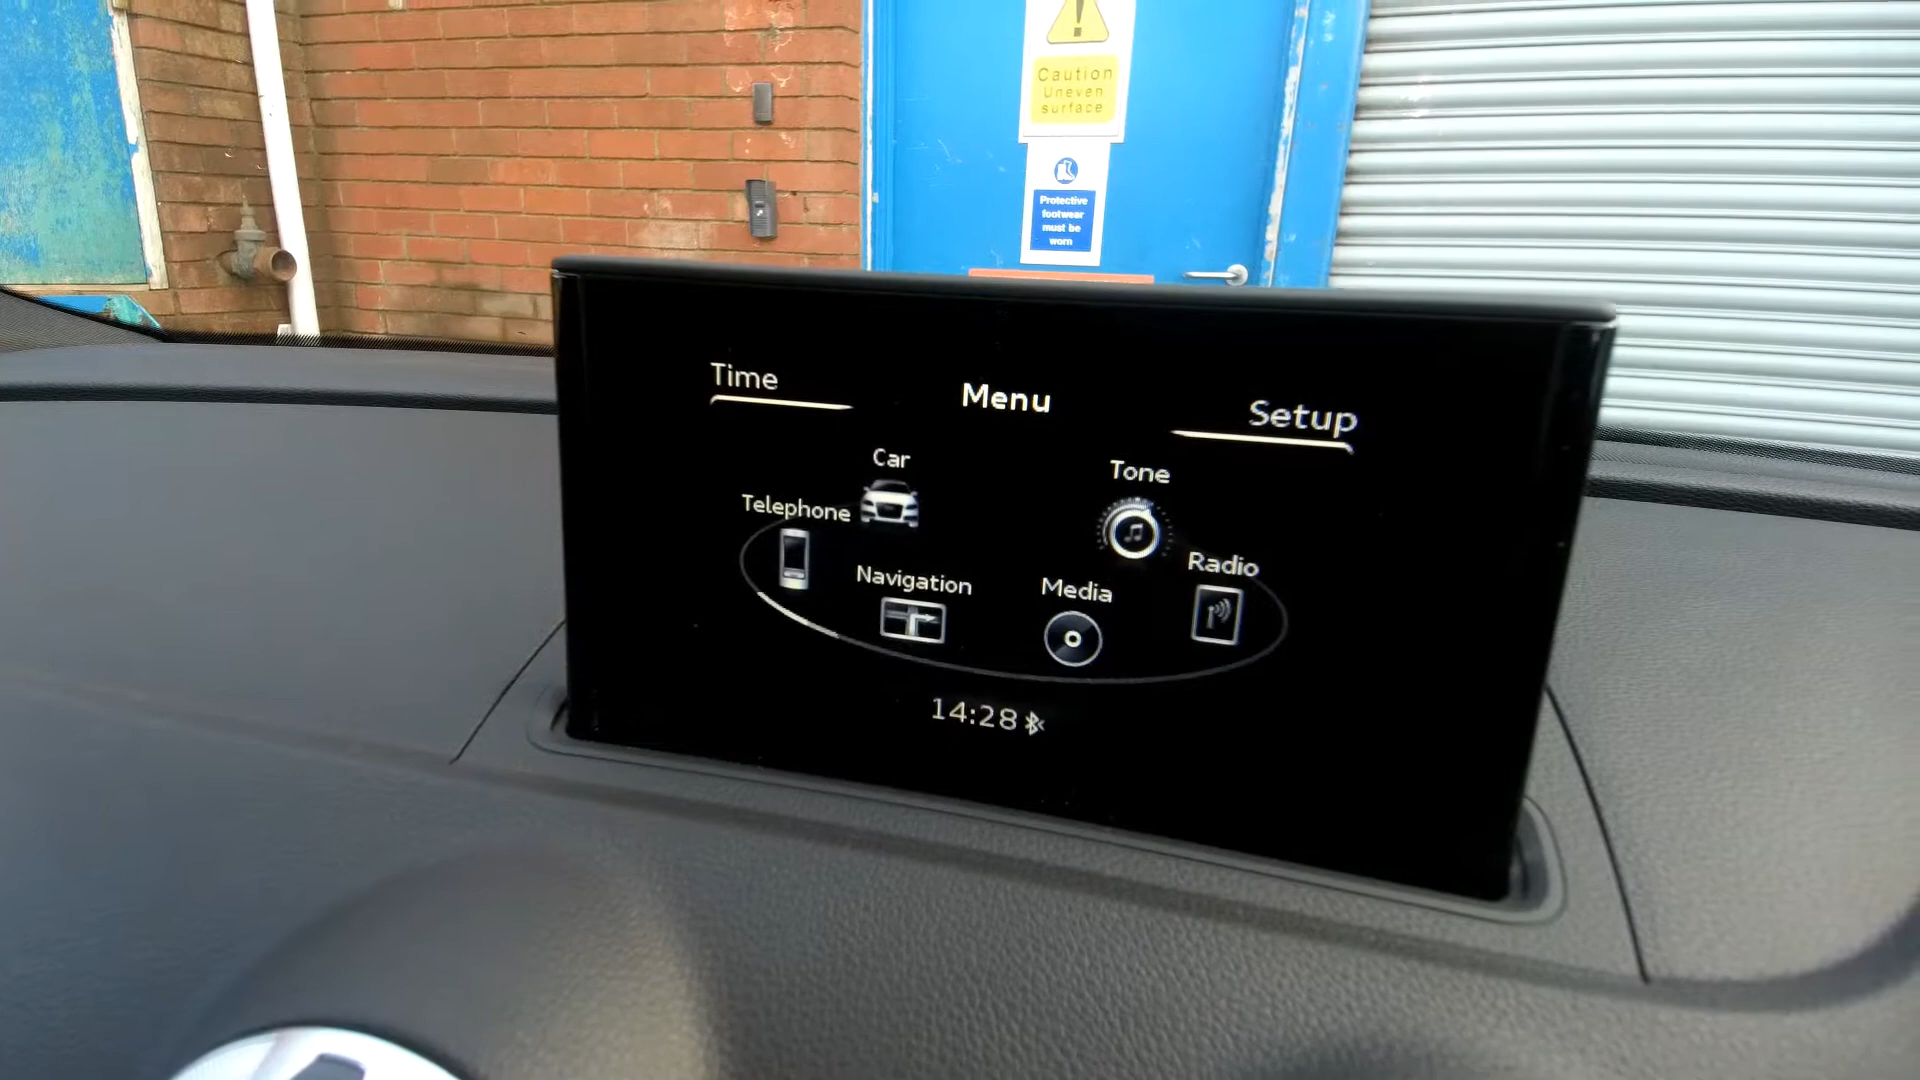 Caution
Uneven
surface
Protective
footwear
must be
worn
Time
Menu
Setup
Car
Tone
Telephone
Radio
Navigation
Media
14:28